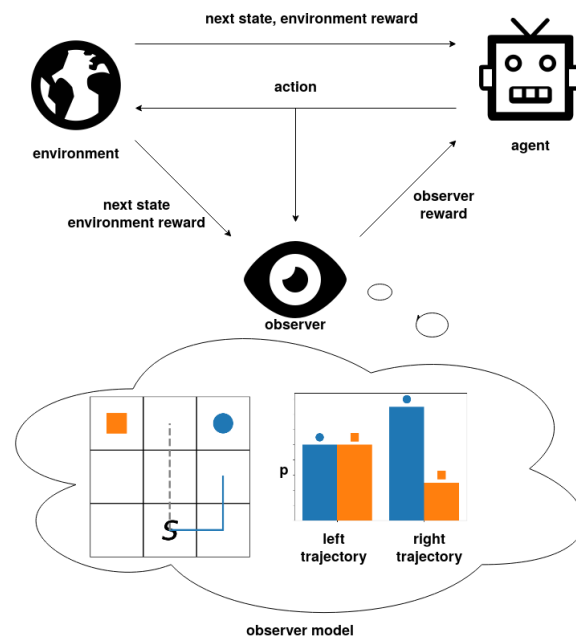 next state, environment reward
action
environment
agent
next state
environment reward
observer
reward
observer
S
p
left
trajectory
right
trajectory
observer model